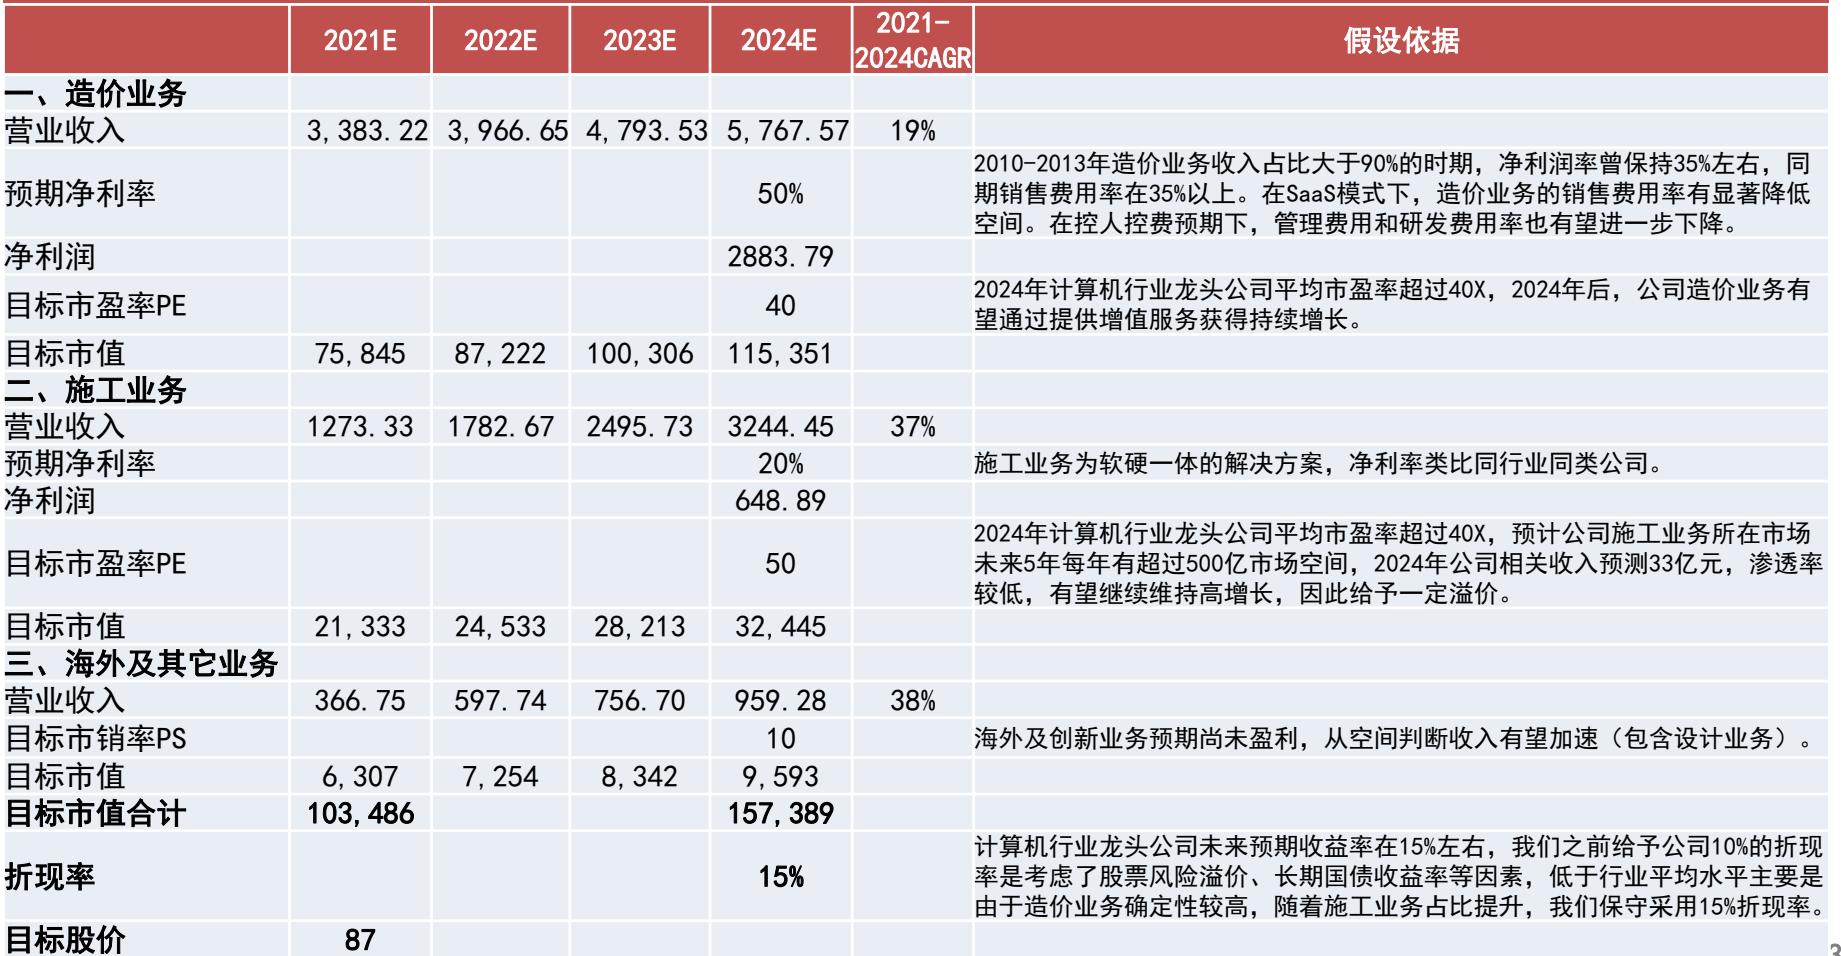 2021E 2022E 2023E 2024E 2021-2024CAGR 假设依据
一、造价业务
营业收入 3,383.22 3,966.65 4,793.53 5,767.57 19%
预期净利率 50% 2010-2013年造价业务收入占比大于90%的时期，净利润率曾保持35%左右，同
期销售费用率在35%以上。在SaaS模式下，造价业务的销售费用率有显著降低
空间。在控人控费预期下，管理费用和研发费用率也有望进一步下降。
净利润 2883.79
目标市盈率PE 40 2024年计算机行业龙头公司平均市盈率超过40X，2024年后，公司造价业务有
望通过提供增值服务获得持续增长。
目标市值 75,845 87,222 100,306 115,351
二、施工业务
营业收入 1273.33 1782.67 2495.73 3244.45 37%
预期净利率 20% 施工业务为软硬一体的解决方案，净利率类比同行业同类公司。
净利润 648.89
目标市盈率PE 50 2024年计算机行业龙头公司平均市盈率超过40X，预计公司施工业务所在市场
未来5年每年有超过500亿市场空间，2024年公司相关收入预测33亿元，渗透率
较低，有望继续维持高增长，因此给予一定溢价。
目标市值 21,333 24,533 28,213 32,445
三、海外及其它业务
营业收入 366.75 597.74 756.70 959.28 38%
目标市销率PS 10 海外及创新业务预期尚未盈利，从空间判断收入有望加速（包含设计业务）。
目标市值 6,307 7,254 8,342 9,593
目标市值合计 103,486 157,389
折现率 15% 计算机行业龙头公司未来预期收益率在15%左右，我们之前给予公司10%的折现
率是考虑了股票风险溢价、长期国债收益率等因素，低于行业平均水平主要是
由于造价业务确定性较高，随着施工业务占比提升，我们保守采用15%折现率。
目标股价 87